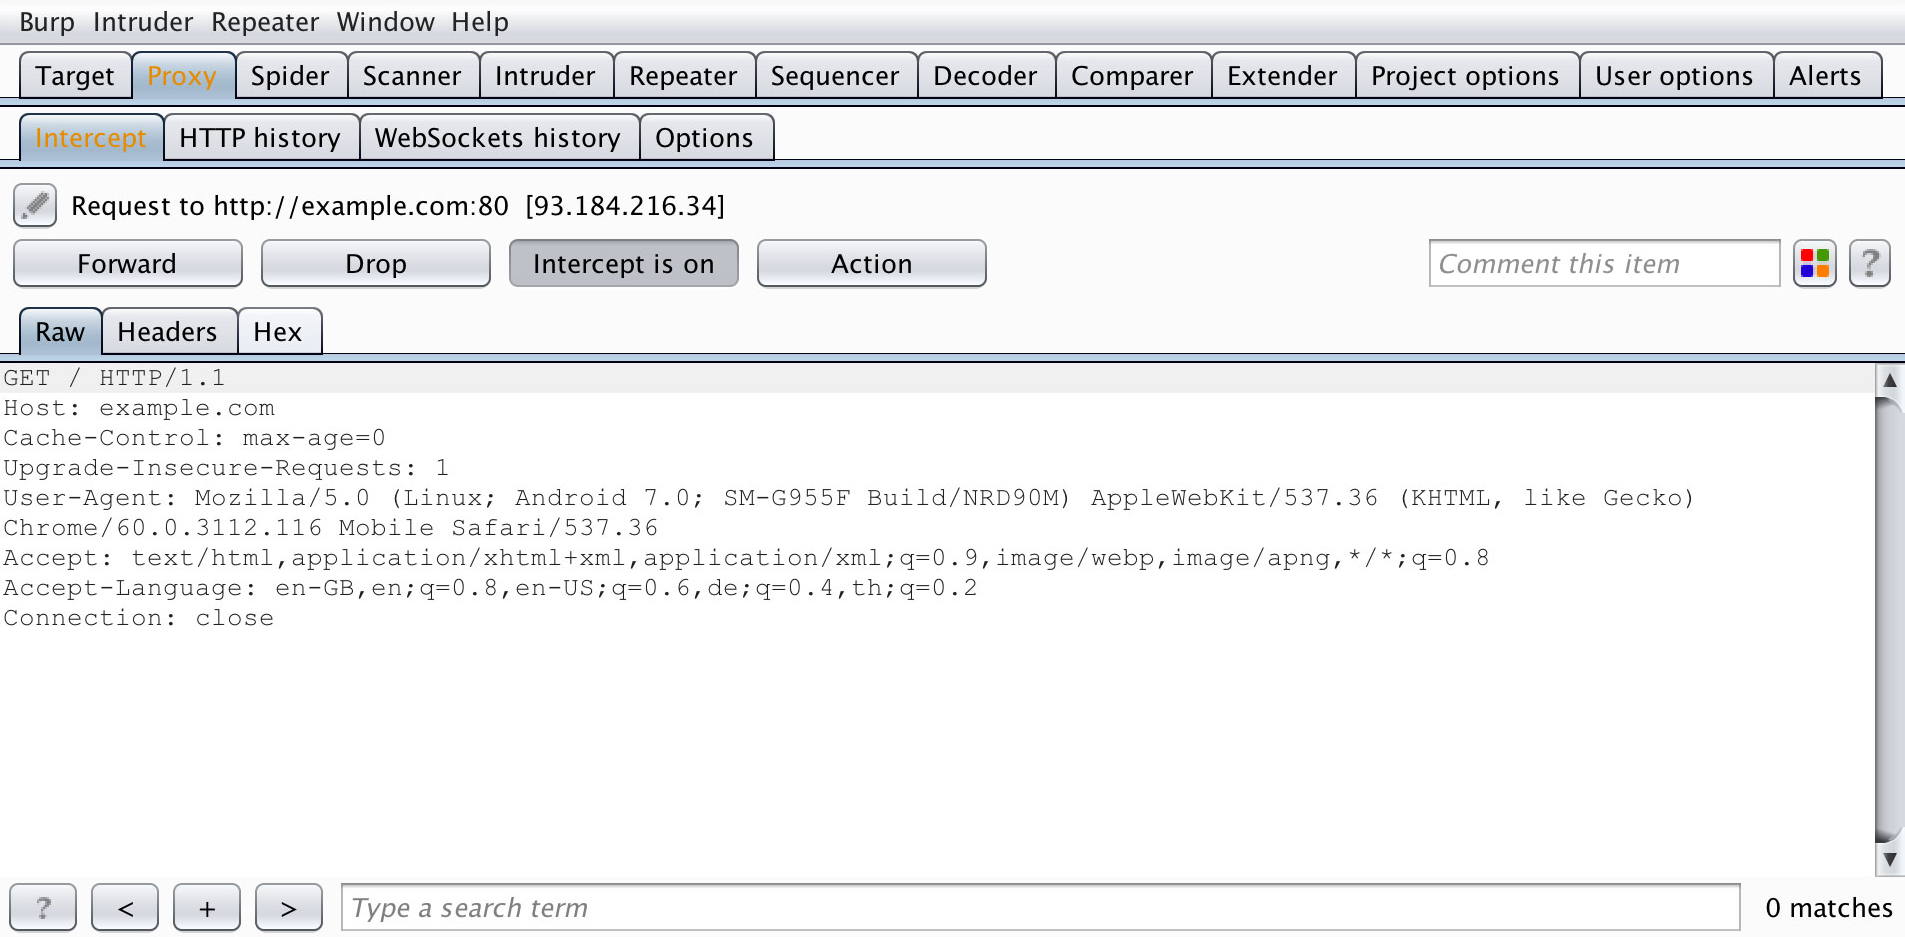 Burp Intruder Repeater Window Help
Target Proxy Spider Scanner Intruder Repeater Sequencer Decoder Comparer Extender Project options User options Alerts
Intercept HTTP history WebSockets history Options
Request to http://example.com:80 [93.184.216.34]
Forward Drop Intercept is on Action Comment this item ?
Raw Headers Hex
GET / HTTP/1.1
Host: example.com
Cache-Control: max-age=0
Upgrade-Insecure-Requests: 1
User-Agent: Mozilla/5.0 (Linux; Android 7.0; SM-G955F Build/NRD90M) AppleWebKit/537.36 (KHTML, like Gecko)
Chrome/60.0.3112.116 Mobile Safari/537.36
Accept: text/html,application/xhtml+xml,application/xml;q=0.9,image/webp,image/apng,*/*;q=0.8
Accept-Language: en-GB,en;q=0.8,en-US;q=0.6,de;q=0.4,th;q=0.2
Connection: close
? < + > Type a search term 0 matches